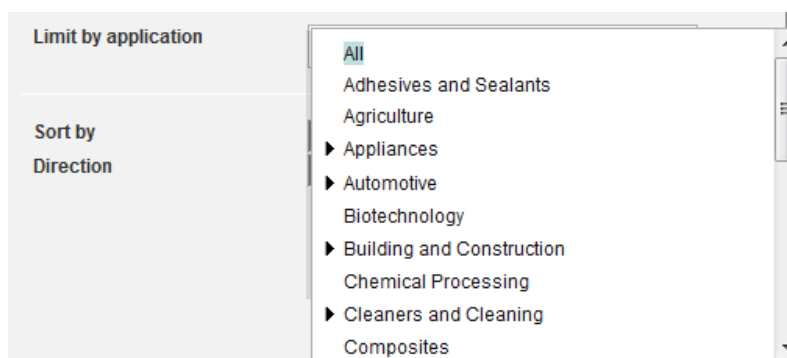 Limit by application
All
Adhesives and Sealants
Agriculture
Sort by
Appliances
Direction
Automotive
Biotechnology
Building and Construction
Chemical Processing
Cleaners and Cleaning
Composites